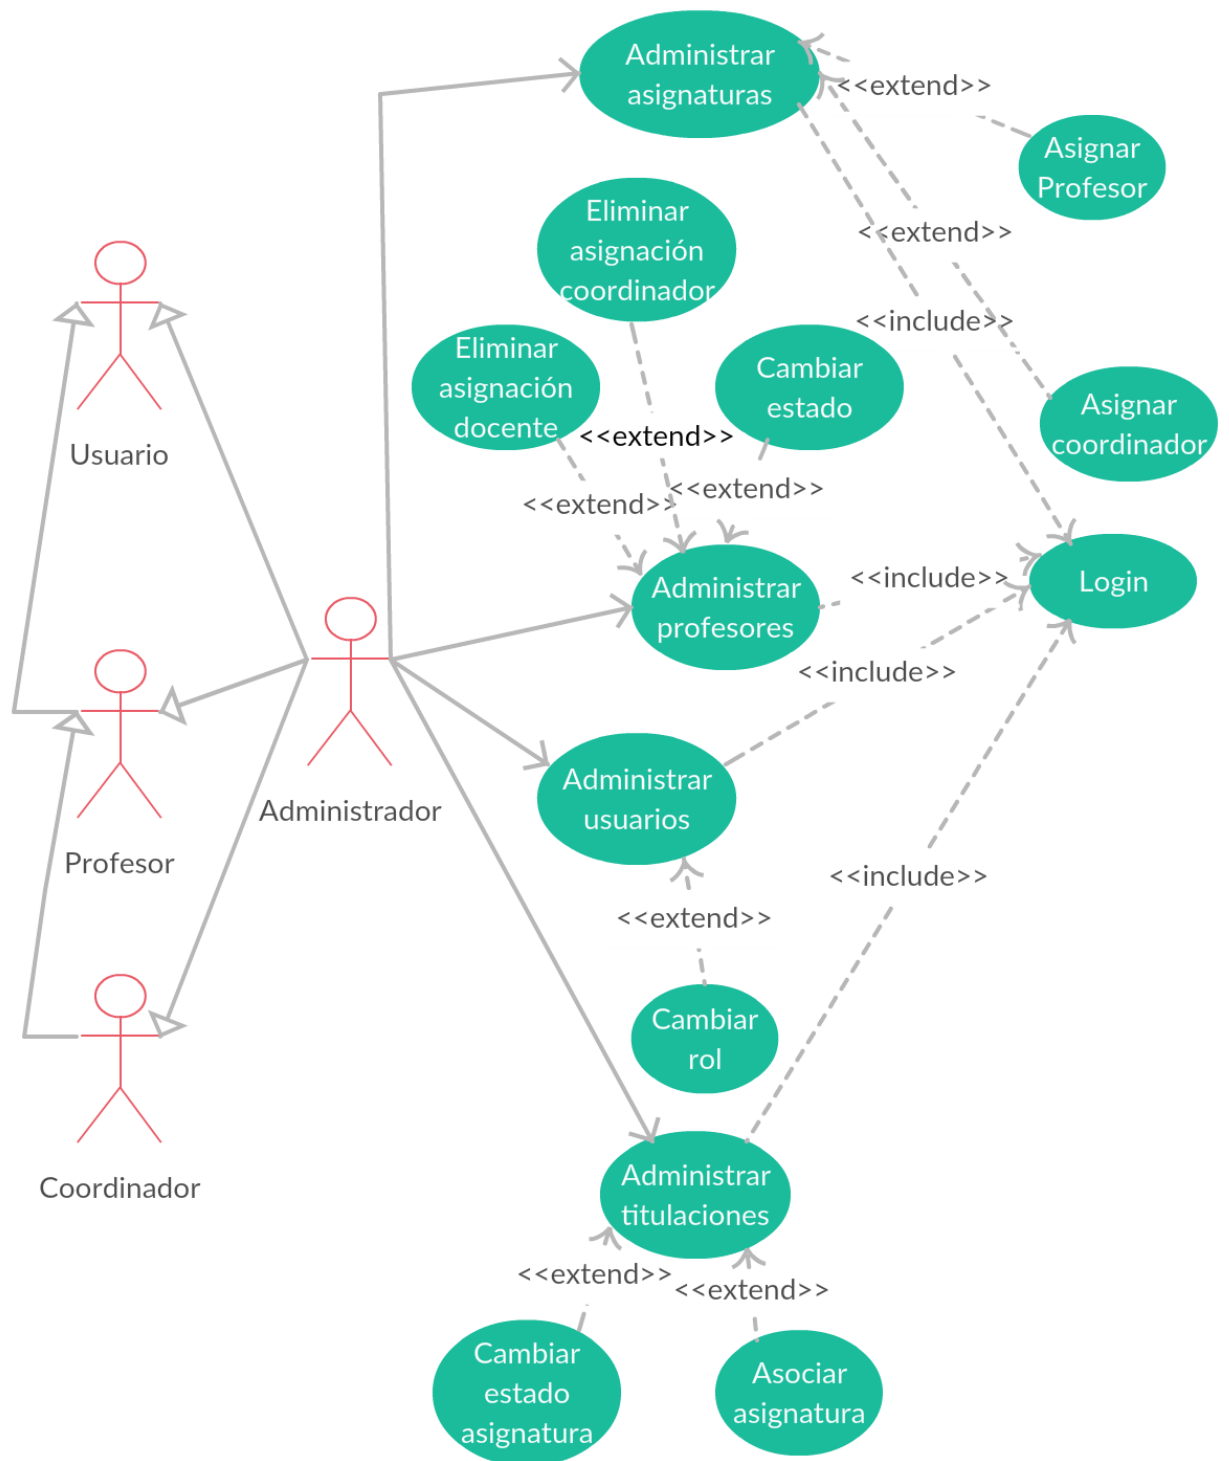 Administrar
asignaturas
<<extend>>
Asignar
Profesor
Eliminar
asignación
coordinador
<<extend>>
<<include>>
Eliminar
asignación
docente
<<extend>>
Cambiar
estado
Asignar
coordinador
<<extend>>
<<extend>>
Usuario
Administrar
profesores
<<include>>
Login
<<include>>
Administrador
Administrar
usuarios
Profesor
<<extend>>
<<include>>
Cambiar
rol
Coordinador
Administrar
titulaciones
<<extend>>
<<extend>>
Cambiar
estado
asignatura
Asociar
asignatura